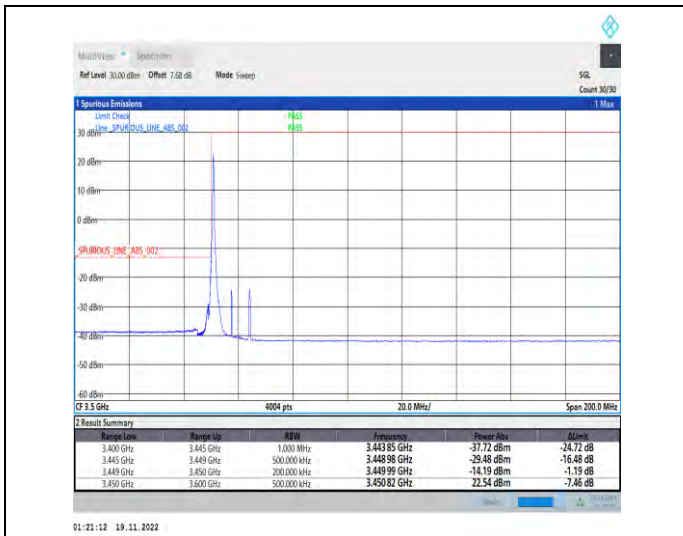 MultiView Spectrum
Ref Level 30.00 dBm Offset 7.68 dB Mode Sweep SGL
Count 30/30
1 Spurious Emissions 1 Max
Limit Check PASS
Line _SPURIOUS_LINE_ABS_002 PASS
30 dBm
20 dBm
10 dBm
0 dBm
_SPURIOUS_LINE_ABS_002
-20 dBm
-30 dBm
-40 dBm
-50 dBm
-60 dBm
CF 3.5 GHz 4004 pts 20.0 MHz/ Span 200.0 MHz
2 Result Summary
Range Low Range Up RBW Frequency Power Abs ΔLimit
3.400 GHz 3.445 GHz 1.000 MHz 3.443 85 GHz -37.72 dBm -24.72 dB
3.445 GHz 3.449 GHz 500.000 kHz 3.448 98 GHz -29.48 dBm -16.48 dB
3.449 GHz 3.450 GHz 200.000 kHz 3.449 99 GHz -14.19 dBm -1.19 dB
3.450 GHz 3.600 GHz 500.000 kHz 3.450 82 GHz 22.54 dBm -7.46 dB
01:21:12 19.11.2022